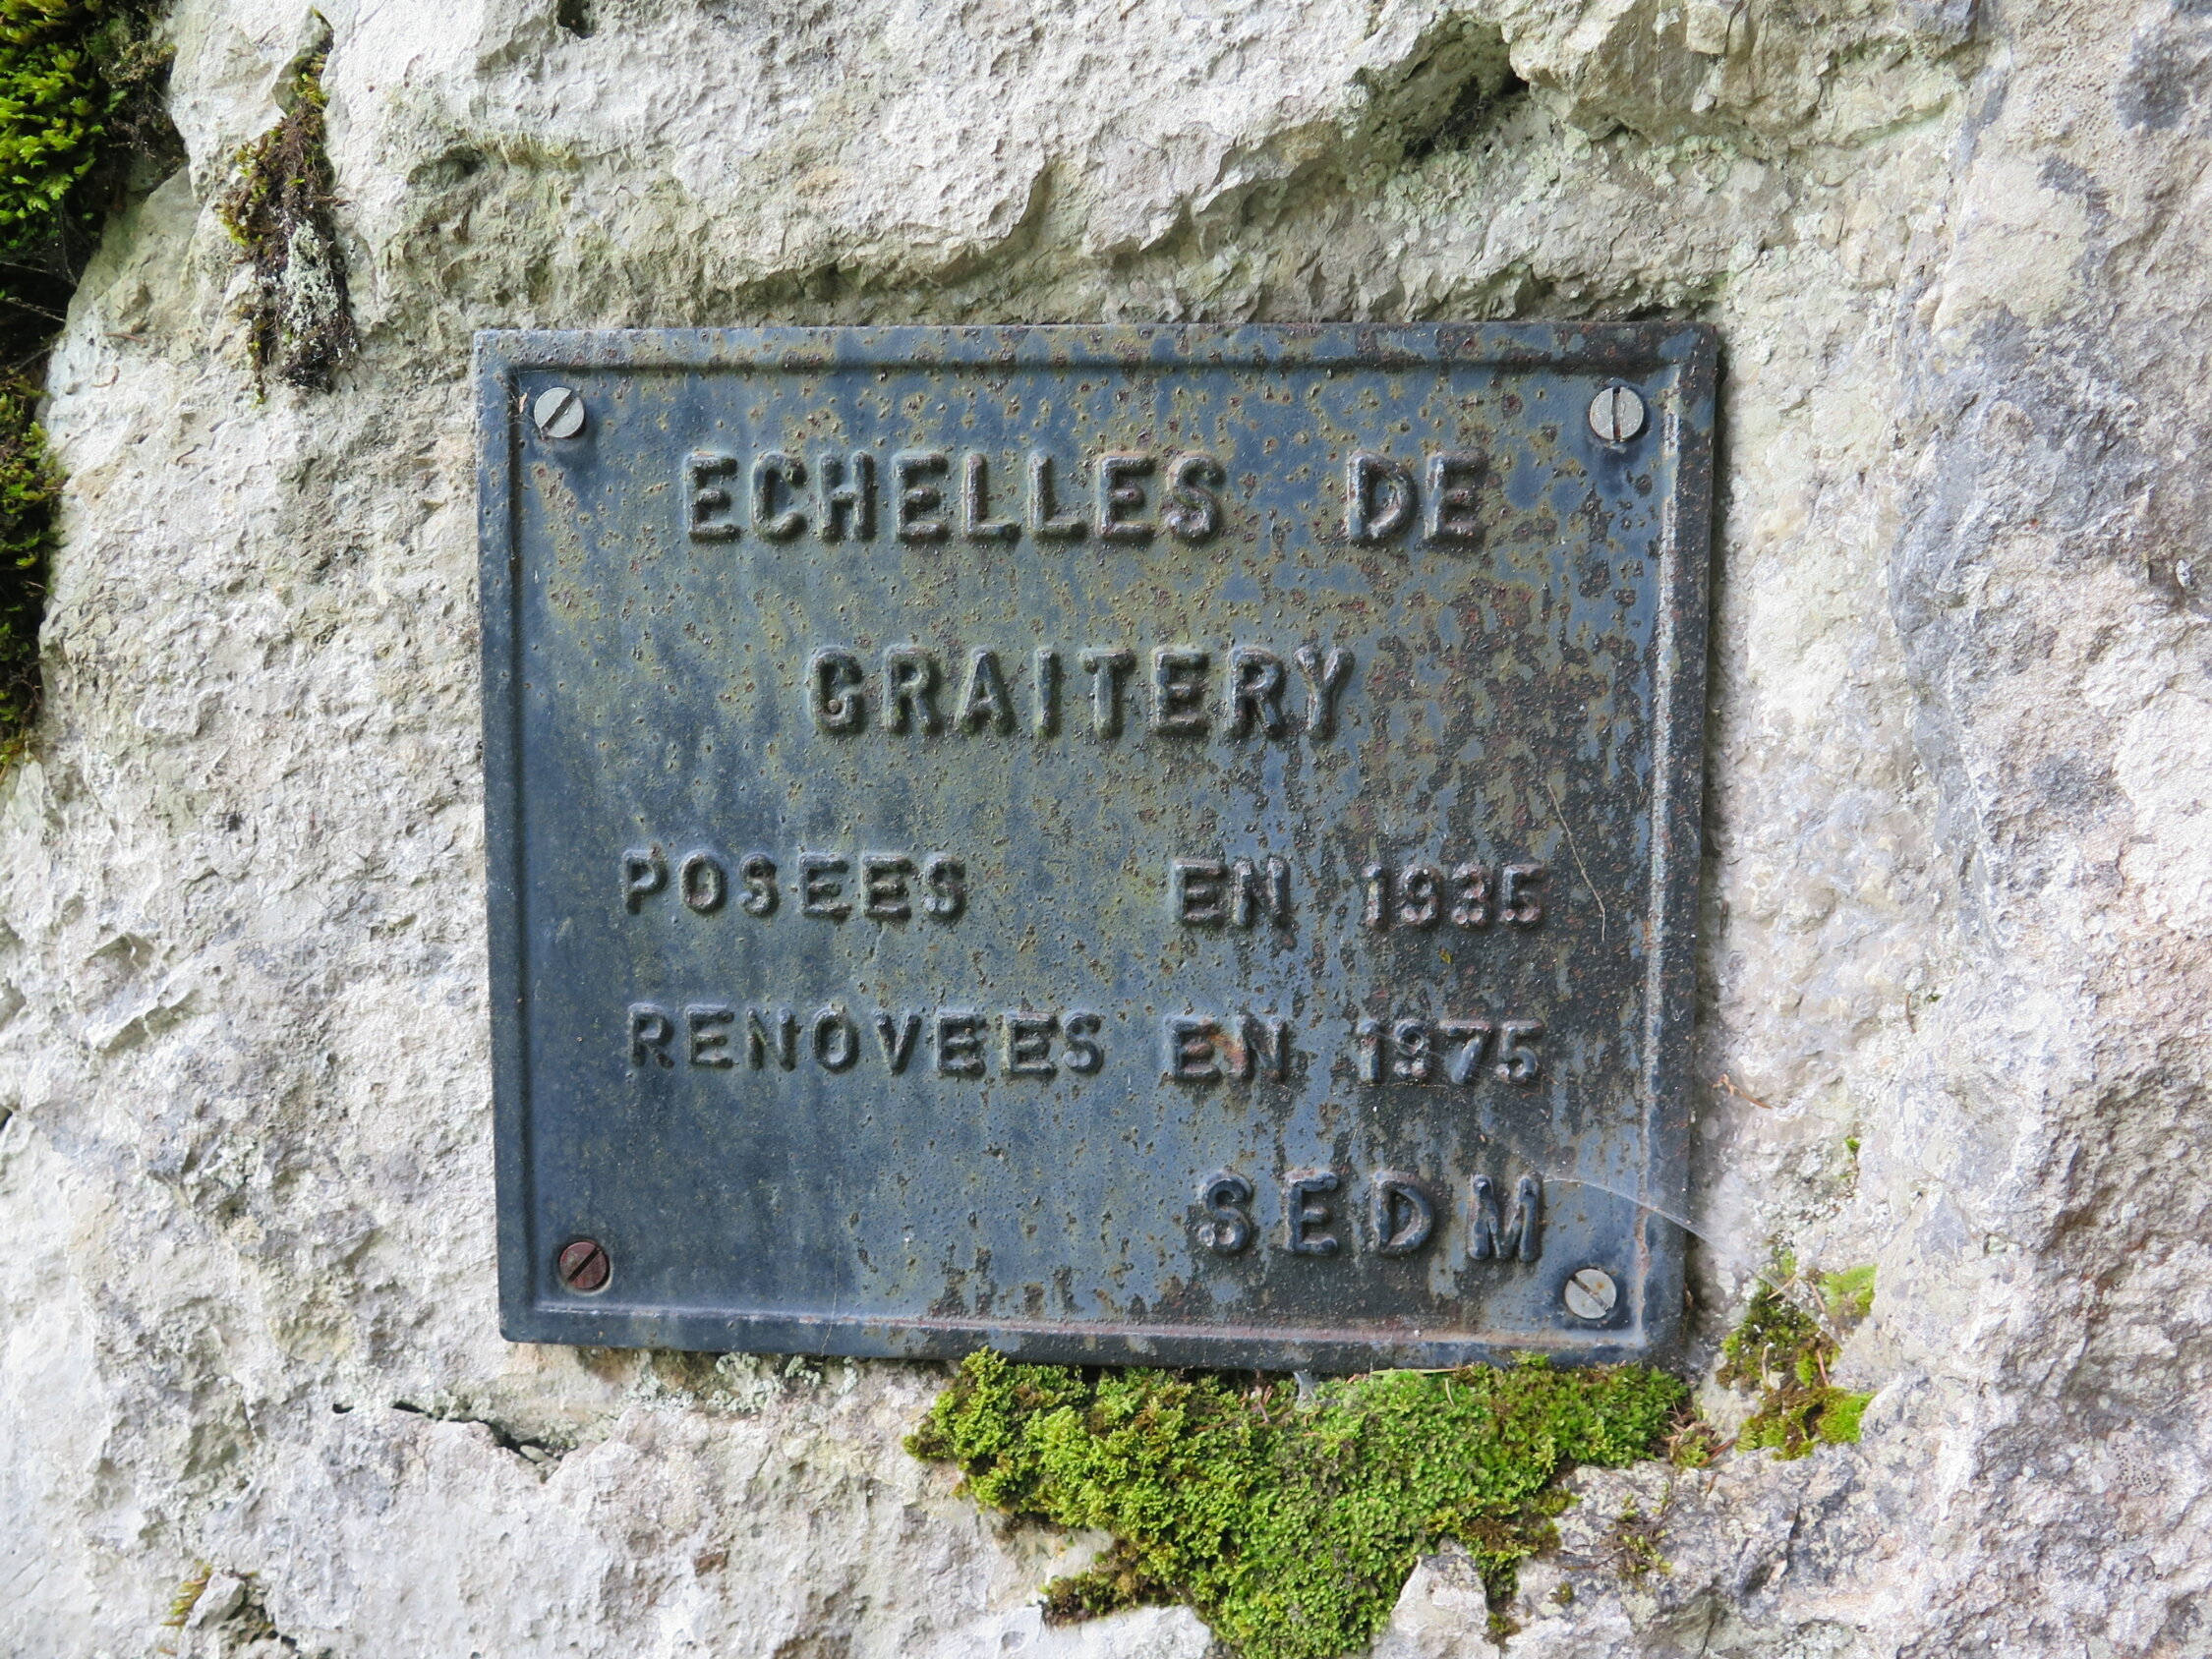 ECHELLES DE
GRAITERY
POSEES EN 1935
RENOVEES EN 1975
SEDM